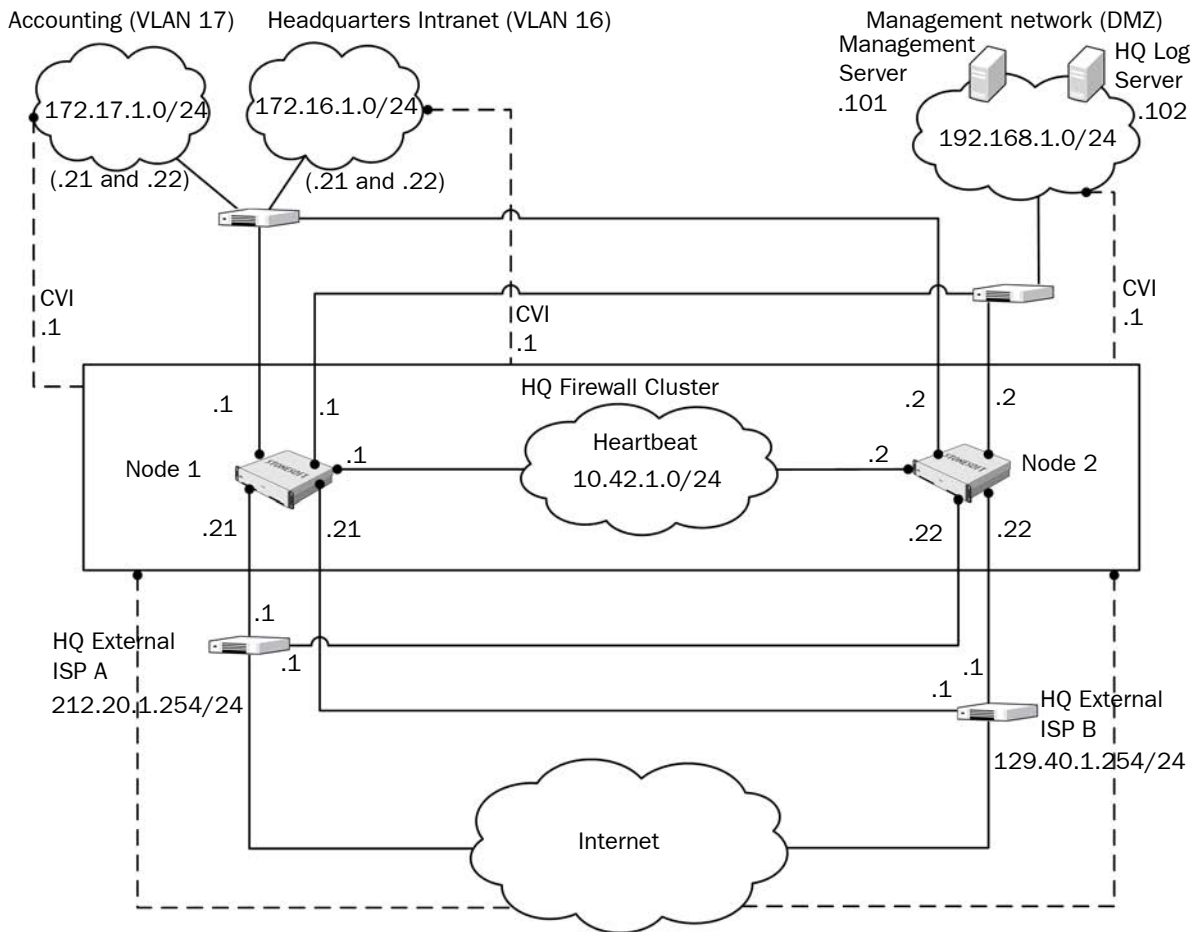 Accounting (VLAN 17)
Headquarters Intranet (VLAN 16)
Management network (DMZ)
Management
Server
.101
HQ Log
Server
.102
172.17.1.0/24
172.16.1.0/24
192.168.1.0/24
(.21 and .22)
(.21 and .22)
CVI
.1
CVI
.1
CVI
.1
HQ Firewall Cluster
.1
.1
.2
.2
Heartbeat
10.42.1.0/24
.1
.2
Node 1
STONESOFT
STONESOFT
Node 2
.21
.21
.22
.22
.1
HQ External
ISP A
212.20.1.254/24
.1
.1
.1
HQ External
ISP B
129.40.1.254/24
Internet